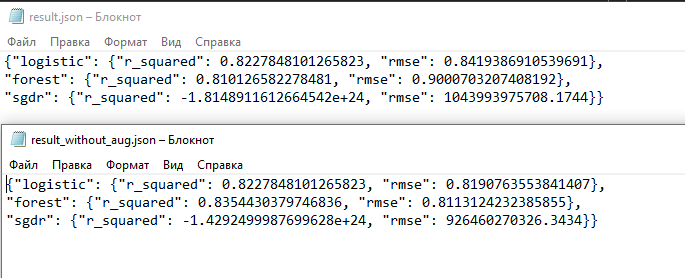 result.json – Блокнот
Файл Правка Формат Вид Справка
{"logistic": {"r_squared": 0.8227848101265823, "rmse": 0.8419386910539691},
"forest": {"r_squared": 0.810126582278481, "rmse": 0.9000703207408192},
"sgdr": {"r_squared": -1.8148911612664542e+24, "rmse": 1043993975708.1744}}
result_without_aug.json – Блокнот
Файл Правка Формат Вид Справка
{"logistic": {"r_squared": 0.8227848101265823, "rmse": 0.8190763553841407},
"forest": {"r_squared": 0.8354430379746836, "rmse": 0.8113124232385855},
"sgdr": {"r_squared": -1.4292499987699628e+24, "rmse": 926460270326.3434}}